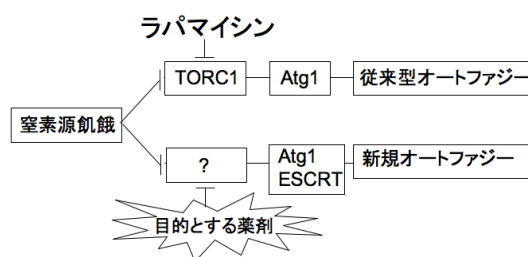 ラパマイシン
TORC1
Atg1
従来型オートファジー
窒素源飢餓
?
Atg1
ESCRT
新規オートファジー
目的とする薬剤